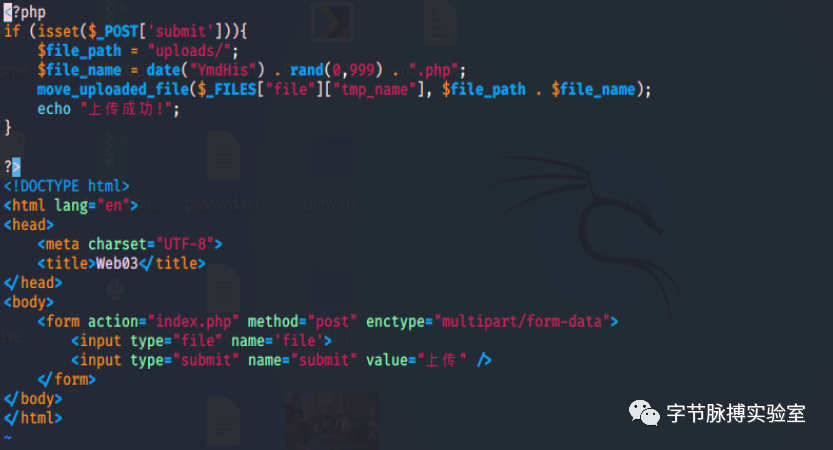 <?php
if (isset($_POST['submit'])){
    $file_path = "uploads/";
    $file_name = date("YmdHis") . rand(0,999) . ".php";
    move_uploaded_file($_FILES["file"]["tmp_name"], $file_path . $file_name);
    echo "上传成功!";
}

?>
<!DOCTYPE html>
<html lang="en">
<head>
    <meta charset="UTF-8">
    <title>Web03</title>
</head>
<body>
    <form action="index.php" method="post" enctype="multipart/form-data">
        <input type="file" name='file'>
        <input type="submit" name="submit" value="上传" />
    </form>
</body>
</html>
~
passwd.txt
binwalk
字节脉搏实验室